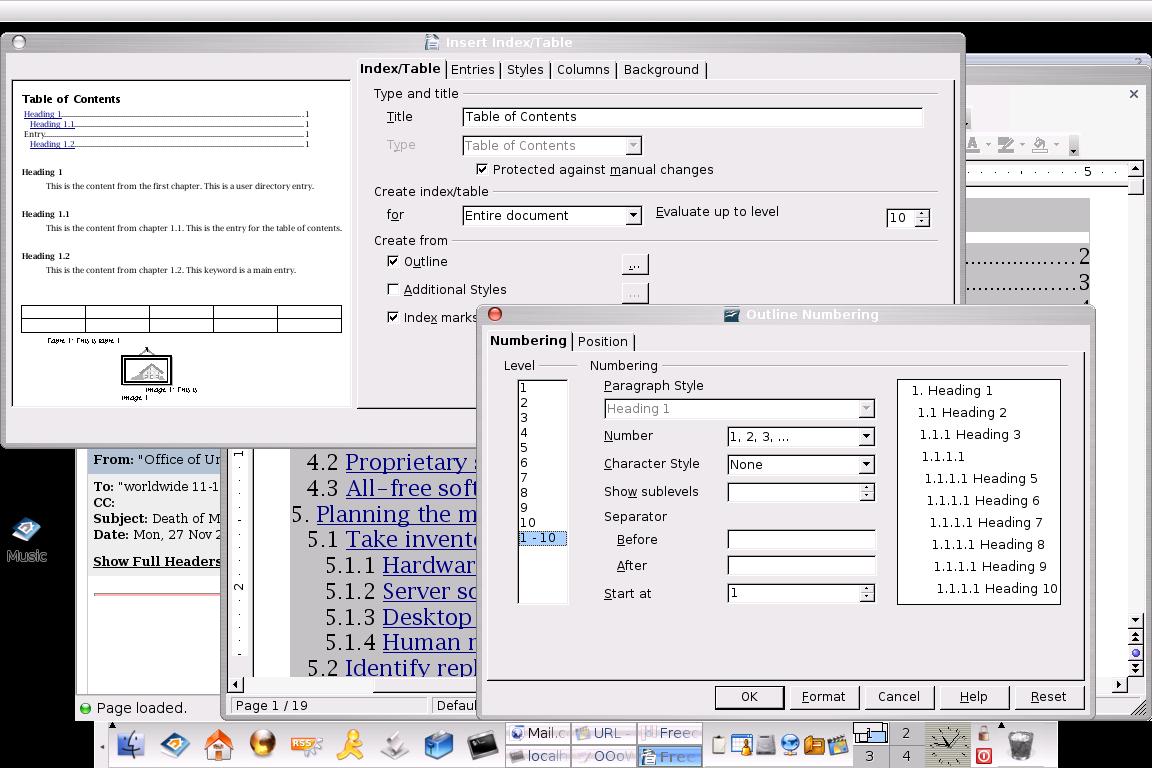 Insert Index/Table
Index/Table
Entries
Styles
Columns
Background
Table of Contents
Heading 1 1
Heading 1.1 1
Entry 1
Heading 1.2 1
Heading 1
This is the content from the first chapter. This is a user directory entry.
Heading 1.1
This is the content from chapter 1.1. This is the entry for the table of contents.
Heading 1.2
This is the content from chapter 1.2. This keyword is a main entry.
Table 1: This is table 1
Image 1: This is
image 1
Type and title
Title
Table of Contents
Type
Table of Contents
Protected against manual changes
Create index/table
for
Entire document
Evaluate up to level
10
Create from
Outline
...
Additional Styles
...
Index marks
5
2
3
Outline Numbering
Numbering
Position
Level
1
2
3
4
5
6
7
8
9
10
1 - 10
Numbering
Paragraph Style
Heading 1
Number
1, 2, 3, ...
Character Style
None
Show sublevels
Separator
Before
After
Start at
1
1. Heading 1
1.1 Heading 2
1.1.1 Heading 3
1.1.1.1
1.1.1.1 Heading 5
1.1.1.1 Heading 6
1.1.1.1 Heading 7
1.1.1.1 Heading 8
1.1.1.1 Heading 9
1.1.1.1 Heading 10
OK
Format
Cancel
Help
Reset
From: "Office of Ur
To: "worldwide 11-1
CC:
Subject: Death of M
Date: Mon, 27 Nov 2
Show Full Headers
Page loaded.
1
2
4.2 Proprietary
4.3 All-free soft
5. Planning the m
5.1 Take invento
5.1.1 Hardwar
5.1.2 Server so
5.1.3 Desktop
5.1.4 Human r
5.2 Identify repl
Page 1 / 19
Defaul
Music
RSS
Mail.c
URL -
Freec
localh
OOoV
Free
1
2
3
4